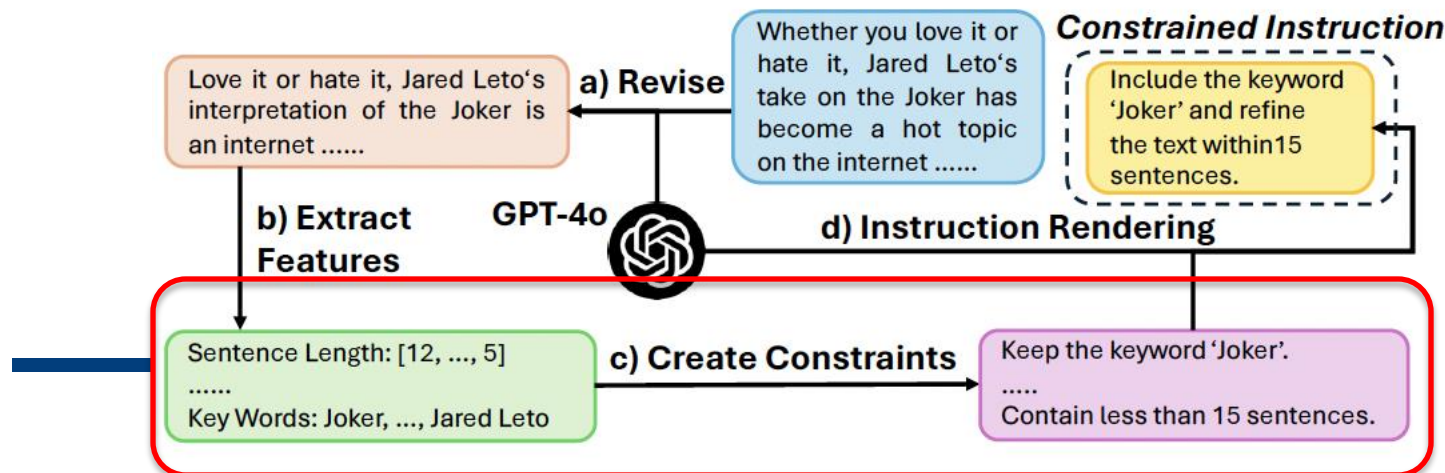 Whether you love it or
hate it, Jared Leto‘s
take on the Joker has
become a hot topic
on the internet ......
Constrained Instruction
Love it or hate it, Jared Leto‘s
interpretation of the Joker is
an internet ......
a) Revise
Include the keyword
‘Joker’ and refine
the text within15
sentences.
b) Extract
Features
GPT-4o
d) Instruction Rendering
Sentence Length: [12, ..., 5]
......
Key Words: Joker, ..., Jared Leto
c) Create Constraints
Keep the keyword ‘Joker’.
.....
Contain less than 15 sentences.